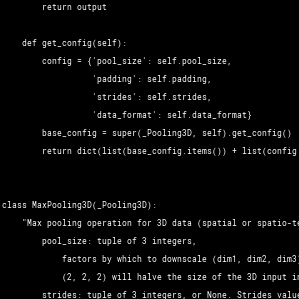 return output
def get_config(self):
config = {'pool_size': self.pool_size,
'padding': self.padding,
'strides': self.strides,
'data_format': self.data_format}
base_config = super(_Pooling3D, self).get_config()
return dict(list(base_config.items()) + list(config
class MaxPooling3D(_Pooling3D):
"Max pooling operation for 3D data (spatial or spatio-te
pool_size: tuple of 3 integers,
factors by which to downscale (dim1, dim2, dim3
(2, 2, 2) will halve the size of the 3D input in
strides: tuple of 3 integers, or None. Strides value